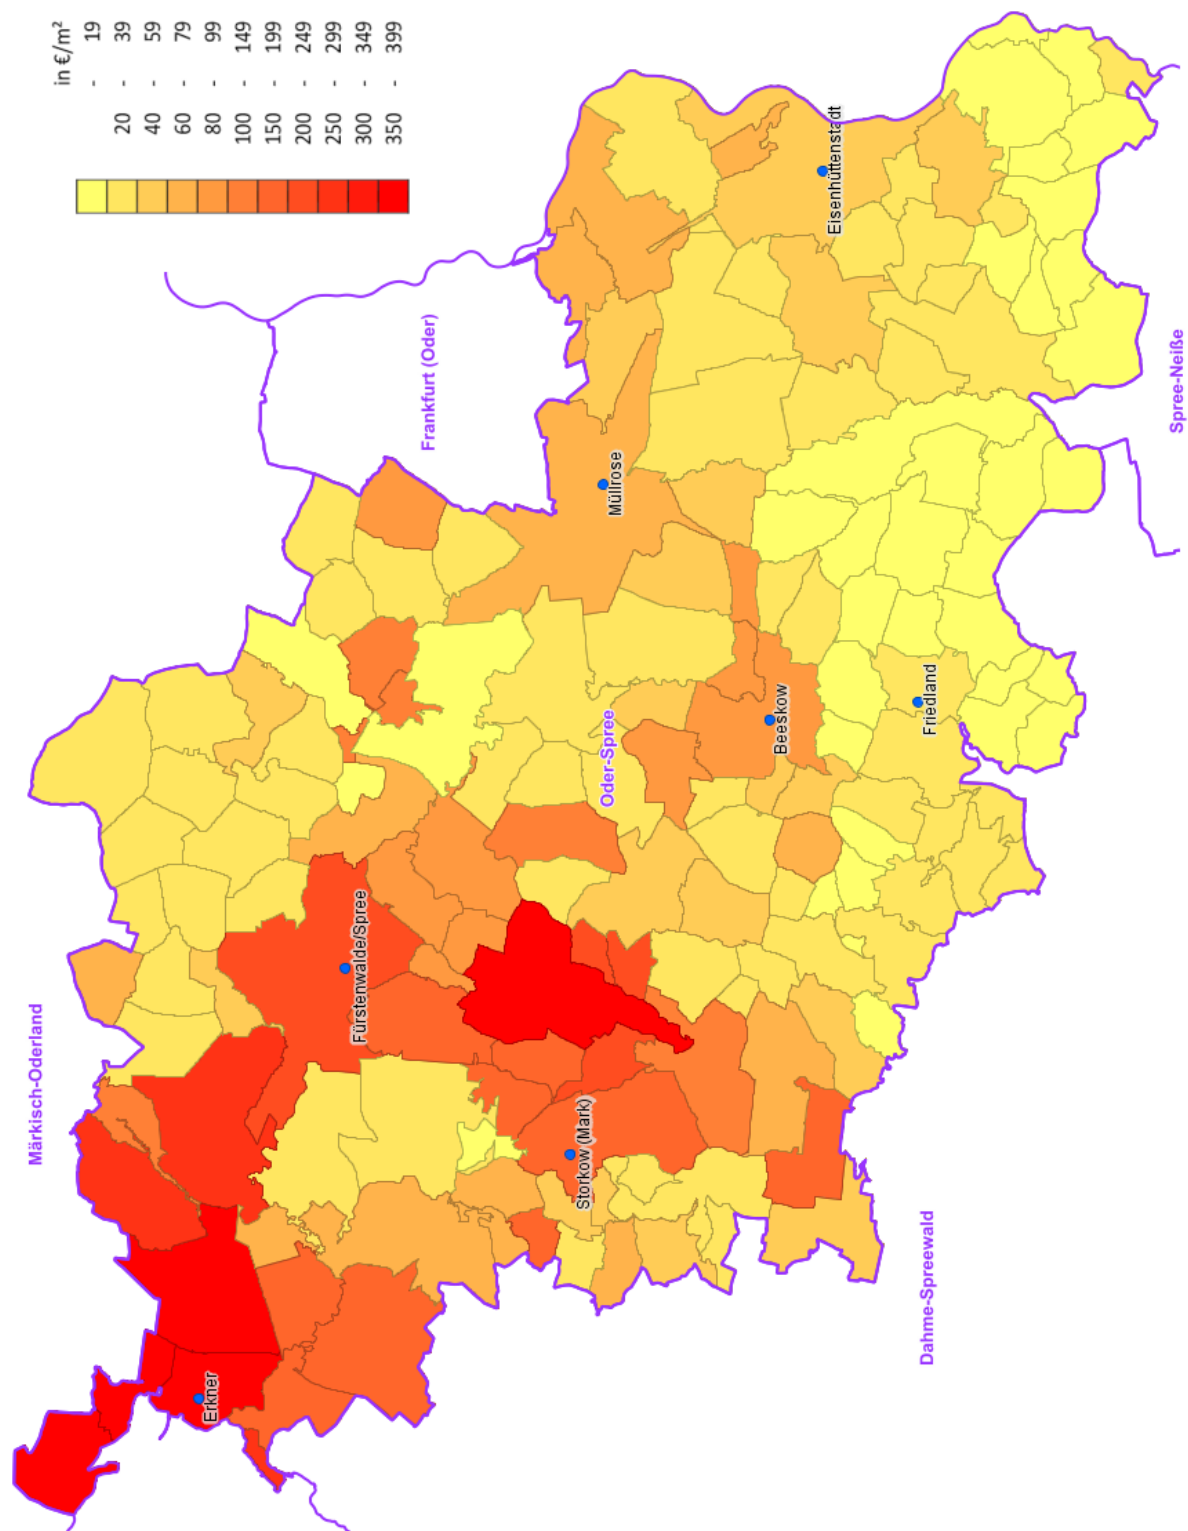 in €/m²
- 19
20 - 39
40 - 59
60 - 79
80 - 99
100 - 149
150 - 199
200 - 249
250 - 299
300 - 349
350 - 399
Märkisch-Oderland
Frankfurt (Oder)
Erkner
Fürstenwalde/Spree
Müllrose
Eisenhüttenstadt
Oder-Spree
Storkow (Mark)
Beeskow
Friedland
Dahme-Spreewald
Spree-Neiße